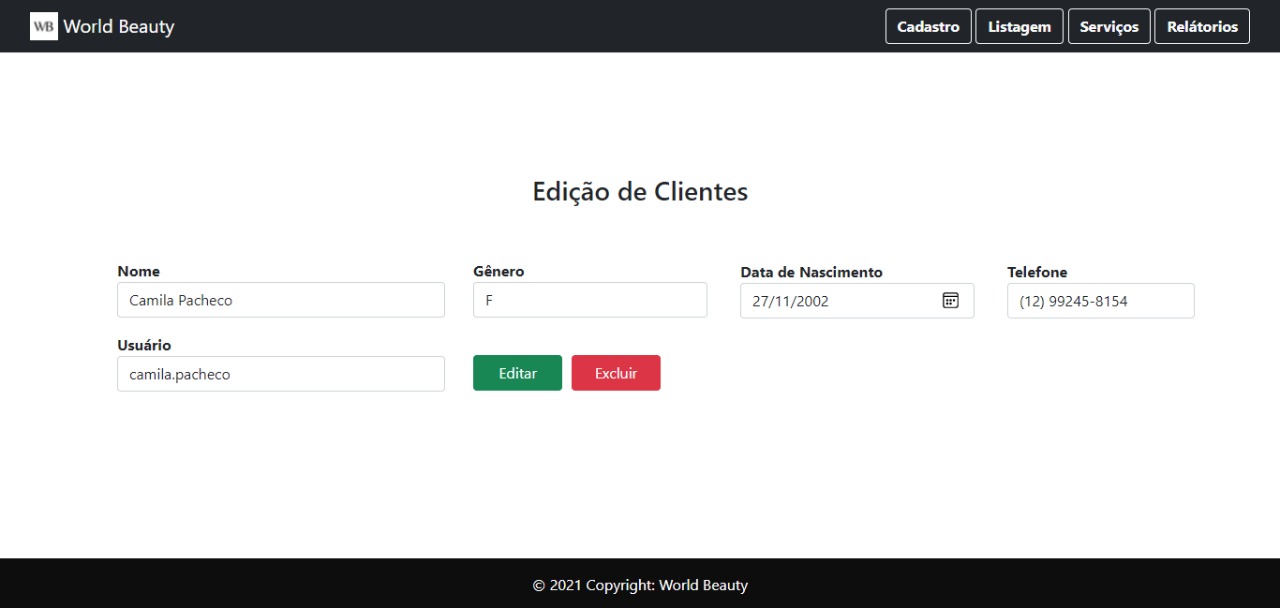 WB World Beauty
Cadastro Listagem Serviços Relátorios
Edição de Clientes
Nome Gênero Data de Nascimento Telefone
Camila Pacheco F 27/11/2002 (12) 99245-8154
Usuário
camila.pacheco Editar Excluir
© 2021 Copyright: World Beauty